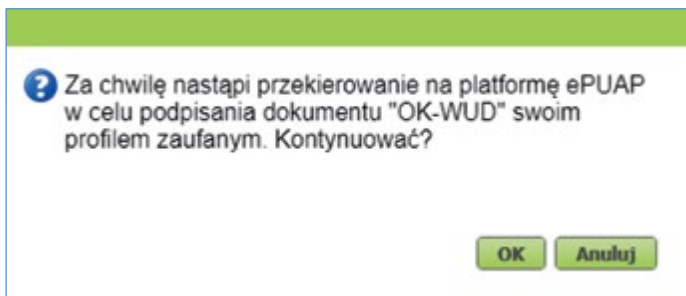 Za chwilę nastąpi przekierowanie na platformę ePUAP
w celu podpisania dokumentu "OK-WUD" swoim
profilem zaufanym. Kontynuować?
OK Anuluj